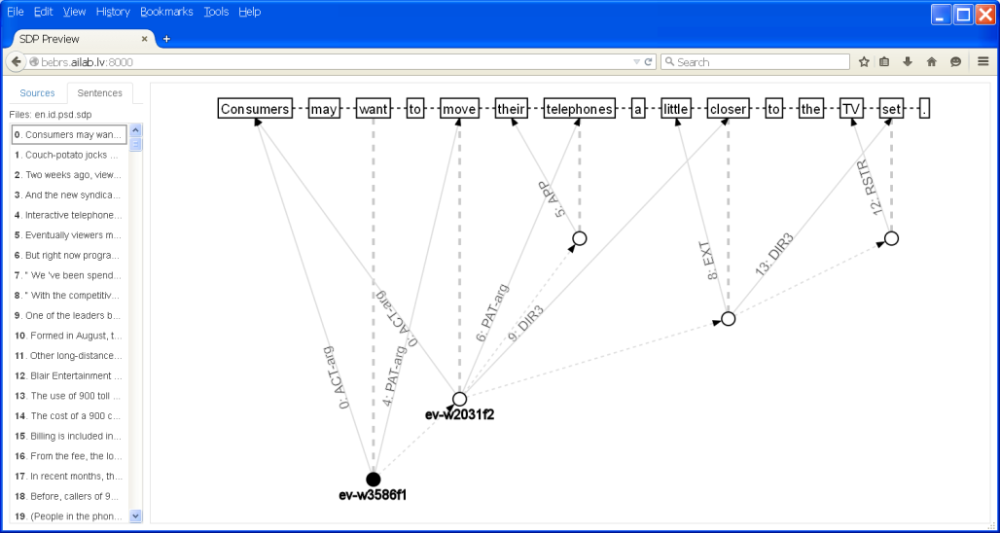 File Edit View History Bookmarks Tools Help
SDP Preview × +
bebrs.ailab.lv:8000 Search
Sources Sentences
Files: en.id.psd.sdp
0. Consumers may wan...
1. Couch-potato jocks ...
2. Two weeks ago, view...
3. And the new syndica...
4. Interactive telephone...
5. Eventually viewers m...
6. But right now progra...
7. " We 've been spend...
8. " With the competitiv...
9. One of the leaders b...
10. Formed in August, t...
11. Other long-distance...
12. Blair Entertainment ...
13. The use of 900 toll ...
14. The cost of a 900 c...
15. Billing is included in...
16. From the fee, the lo...
17. In recent months, th...
18. Before, callers of 9...
19. (People in the phon...
Consumers may want to move their telephones a little closer to the TV set .
5: APP
12: RSTR
8: EXT
13: DIR3
0: ACT-arg
6: PAT-arg
9: DIR3
0: ACT-arg
4: PAT-arg
ev-w2031f2
ev-w3586f1